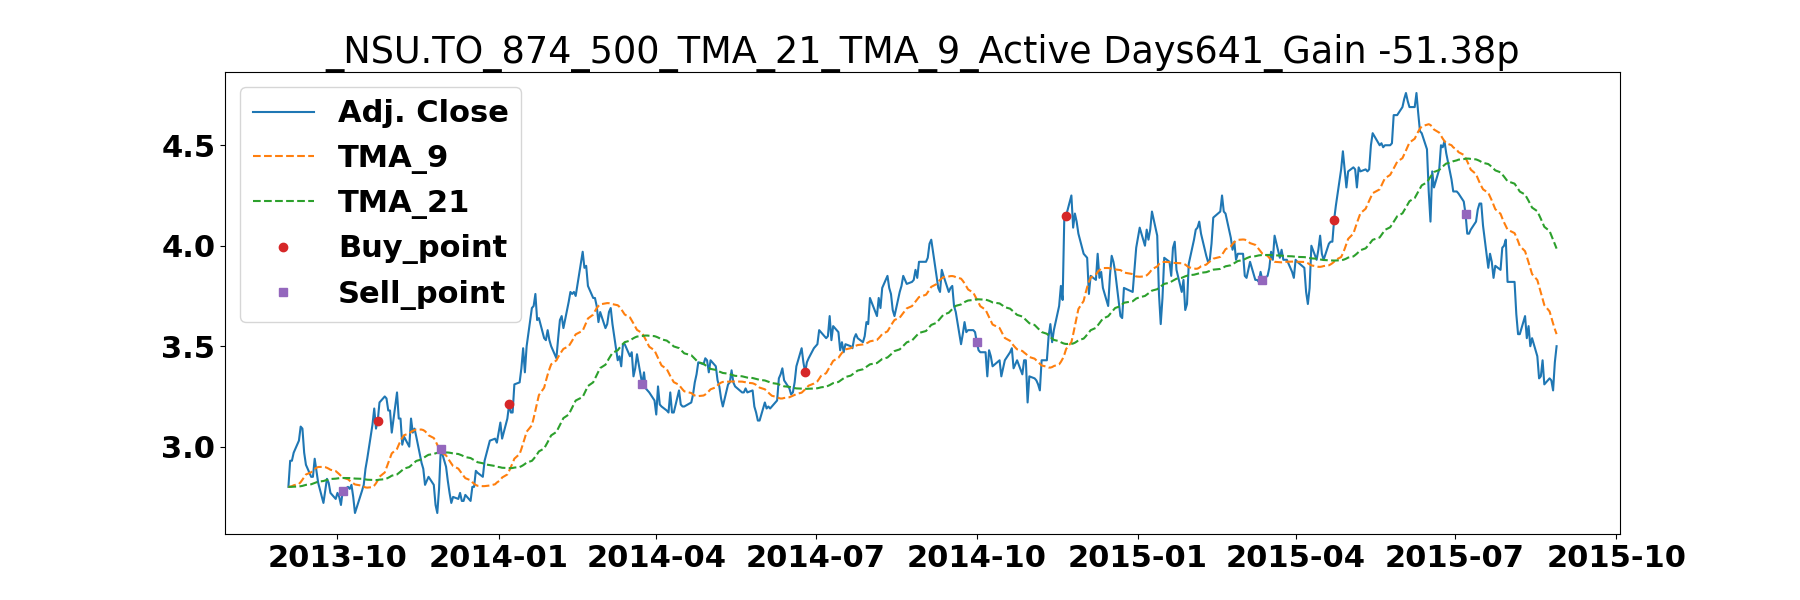 _NSU.TO_874_500_TMA_21_TMA_9_Active Days641_Gain -51.38p
Adj. Close
TMA_9
TMA_21
Buy_point
Sell_point
4.5
4.0
3.5
3.0
2013-10 2014-01 2014-04 2014-07 2014-10 2015-01 2015-04 2015-07 2015-10